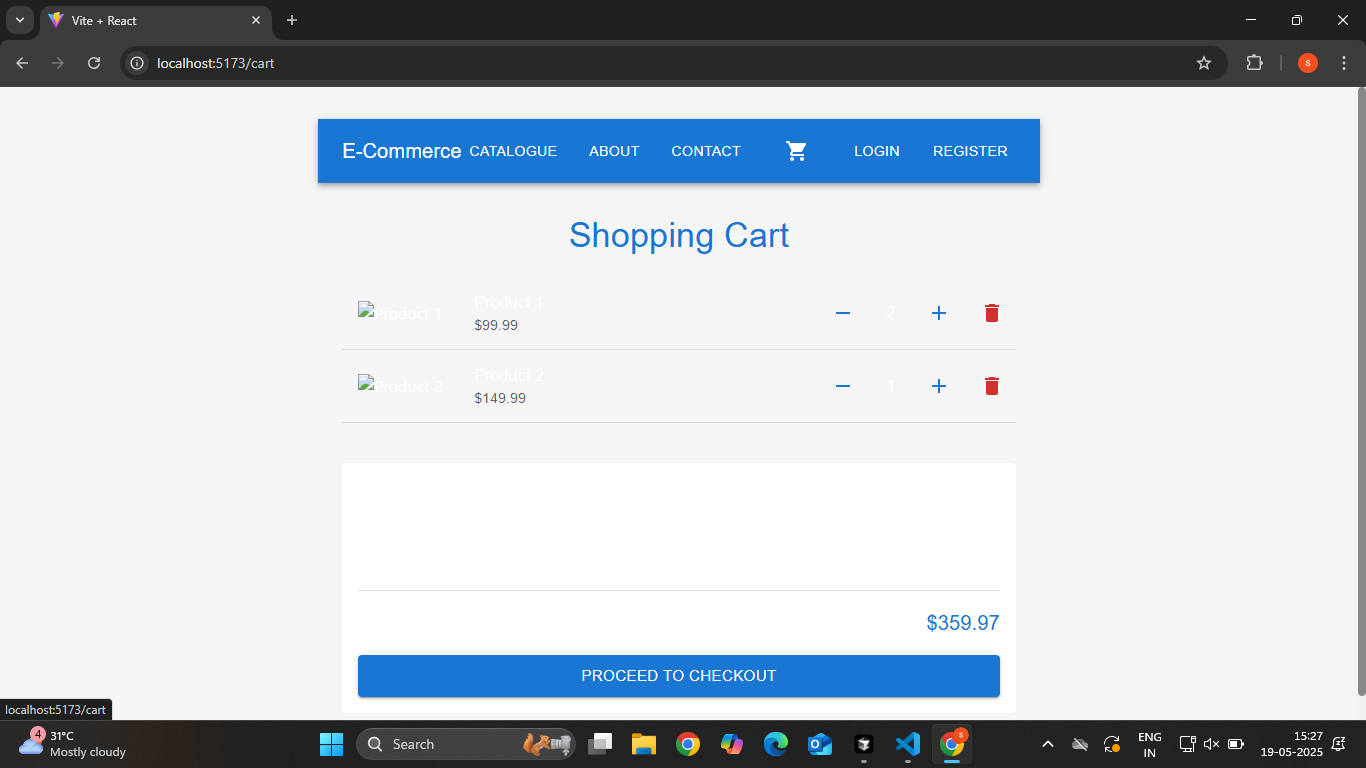 Vite + React
localhost:5173/cart
s
E-Commerce CATALOGUE ABOUT CONTACT LOGIN REGISTER
Shopping Cart
Product 1 Product 1 2
$99.99
Product 2 Product 2 1
$149.99
$359.97
PROCEED TO CHECKOUT
localhost:5173/cart
4 31°C
Mostly cloudy
Search
s
ENG
IN
15:27
19-05-2025